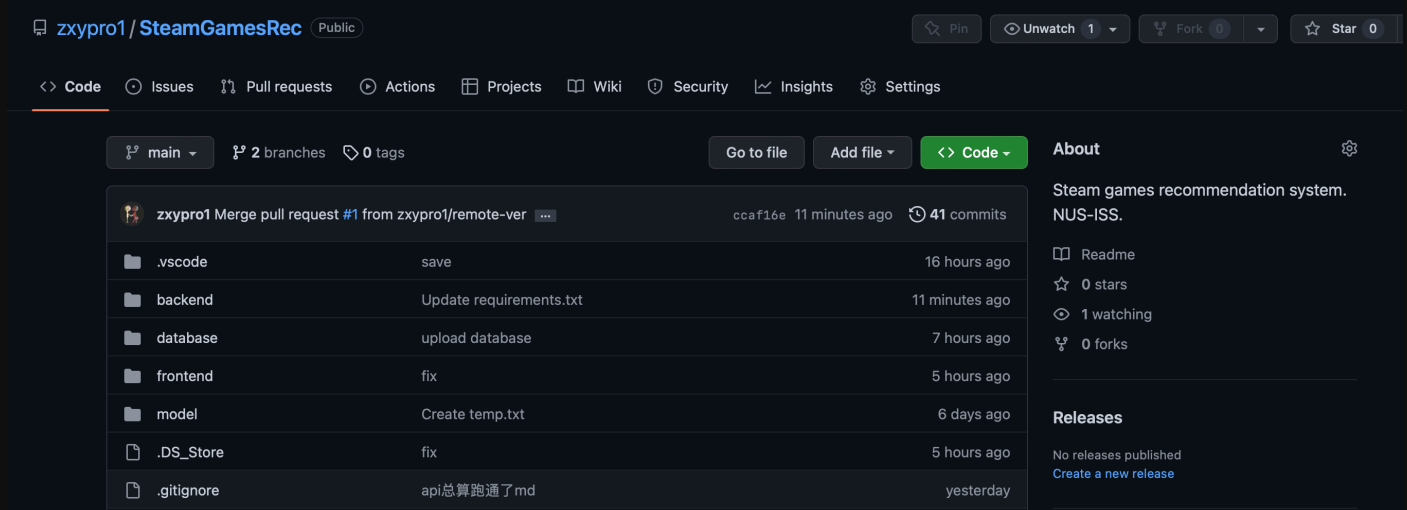 zxypro1/SteamGamesRec Public Pin Unwatch 1 Fork 0 Star 0
<> Code Issues Pull requests Actions Projects Wiki Security Insights Settings
main 2 branches 0 tags Go to file Add file <> Code
About
Steam games recommendation system.
NUS-ISS.
zxypro1 Merge pull request #1 from zxypro1/remote-ver ... ccaf16e 11 minutes ago 41 commits
.vscode save 16 hours ago
Readme
backend Update requirements.txt 11 minutes ago
0 stars
1 watching
database upload database 7 hours ago
0 forks
frontend fix 5 hours ago
model Create temp.txt 6 days ago
Releases
.DS_Store fix 5 hours ago
No releases published
Create a new release
.gitignore api总算跑通了md yesterday